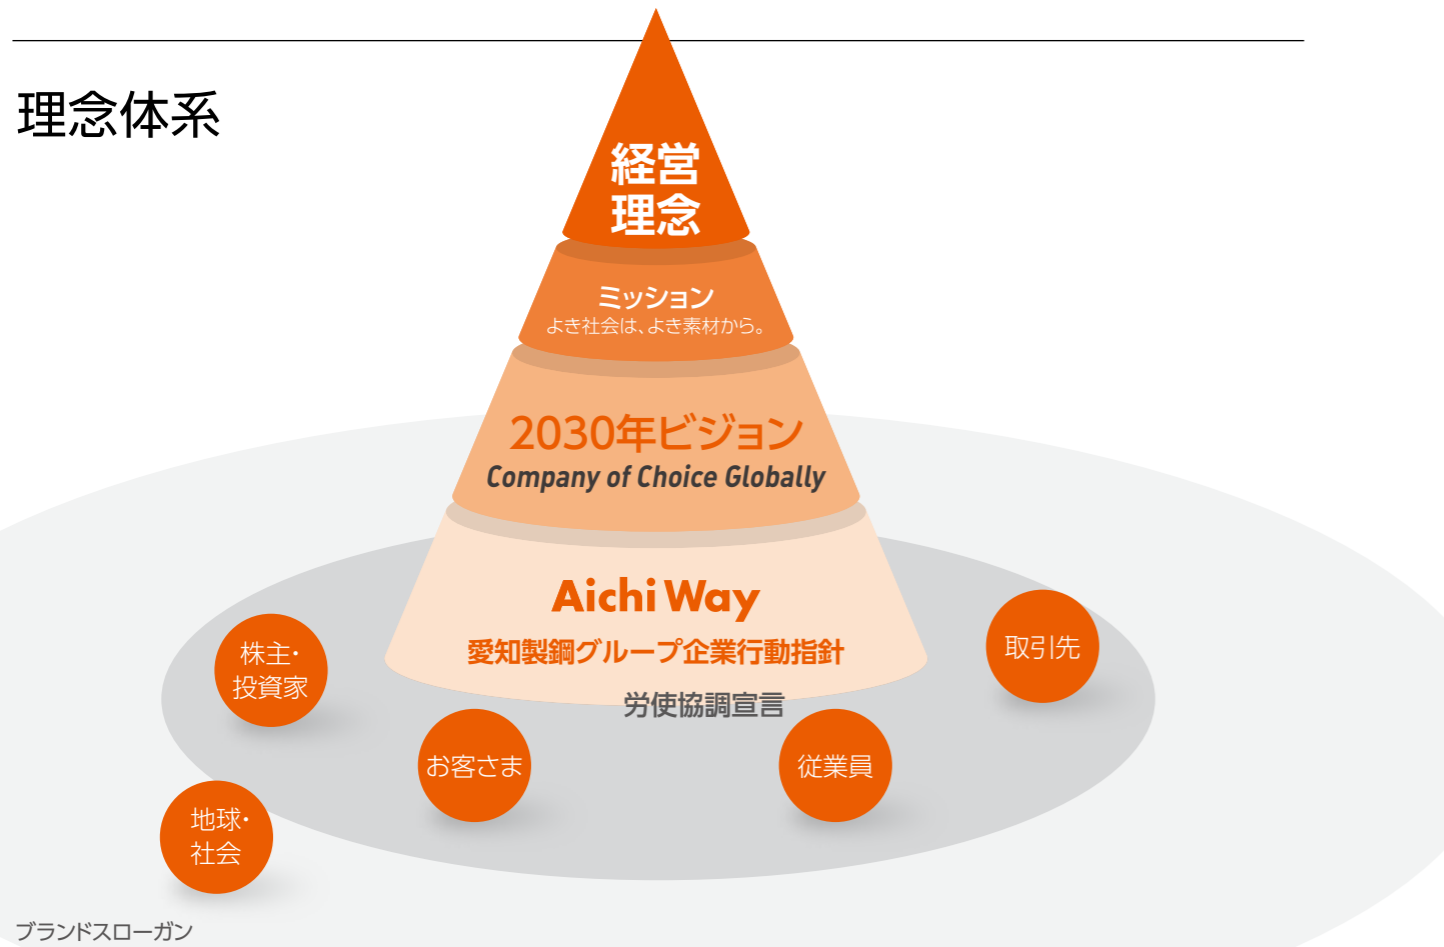 理念体系
経営
理念
ミッション
よき社会は、よき素材から。
2030年ビジョン
Company of Choice Globally
Aichi Way
愛知製鋼グループ企業行動指針
労使協調宣言
株主・
投資家
お客さま
従業員
取引先
地球・
社会
ブランドスローガン